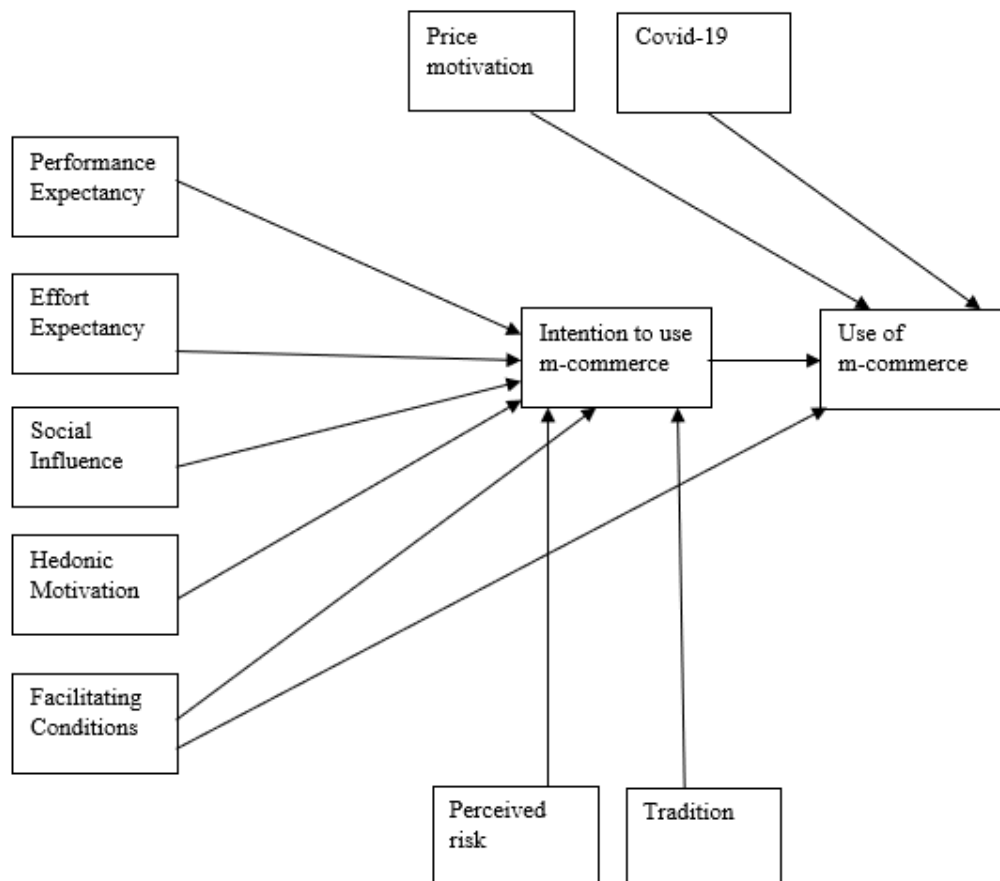 Price
motivation
Covid-19
Performance
Expectancy
Effort
Expectancy
Social
Influence
Hedonic
Motivation
Facilitating
Conditions
Intention to use
m-commerce
Use of
m-commerce
Perceived
risk
Tradition